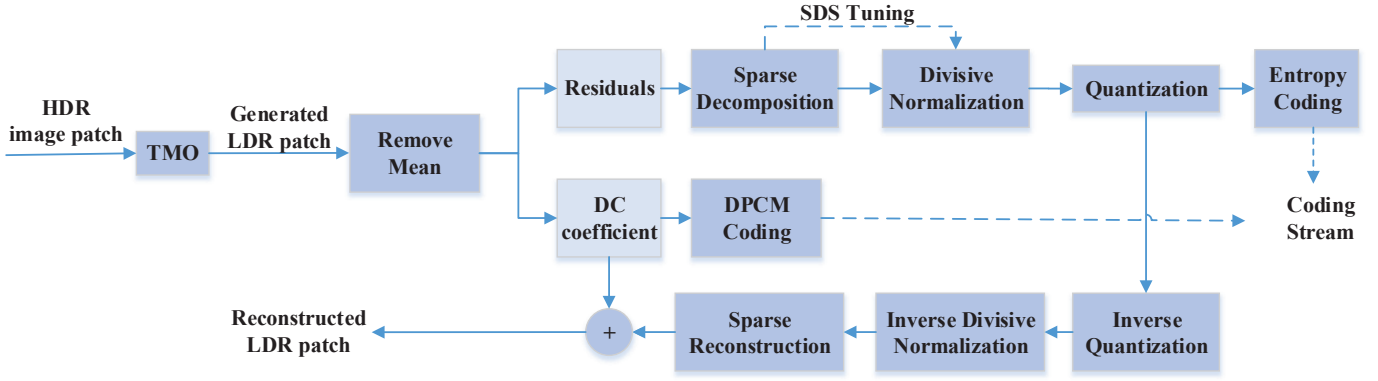 SDS Tuning
HDR
image patch
TMO
Generated
LDR patch
Remove
Mean
Residuals
Sparse
Decomposition
Divisive
Normalization
Quantization
Entropy
Coding
DC
coefficient
DPCM
Coding
Coding
Stream
Reconstructed
LDR patch
+
Sparse
Reconstruction
Inverse Divisive
Normalization
Inverse
Quantization